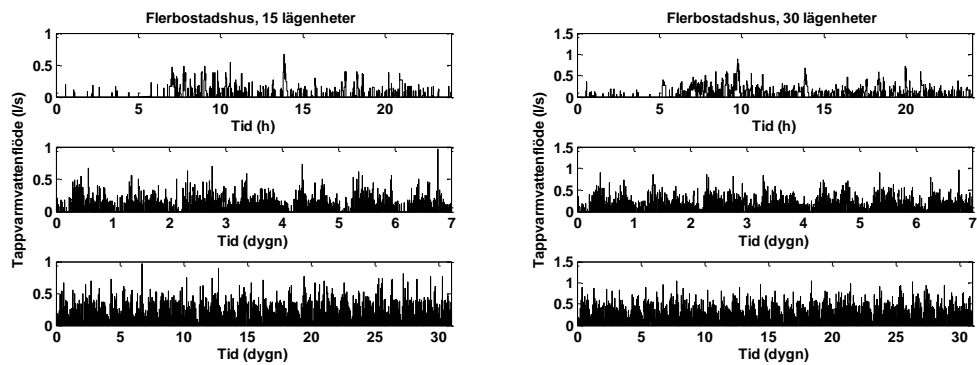 Flerbostadshus, 15 lägenheter
Tappvarmvattenflöde (l/s)
1
0.5
0
0 5 10 15 20
Tid (h)
1
0.5
0
0 1 2 3 4 5 6 7
Tid (dygn)
1
0.5
0
0 5 10 15 20 25 30
Tid (dygn)
Flerbostadshus, 30 lägenheter
Tappvarmvattenflöde (l/s)
1.5
1
0.5
0
0 5 10 15 20
Tid (h)
1.5
1
0.5
0
0 1 2 3 4 5 6 7
Tid (dygn)
1.5
1
0.5
0
0 5 10 15 20 25 30
Tid (dygn)